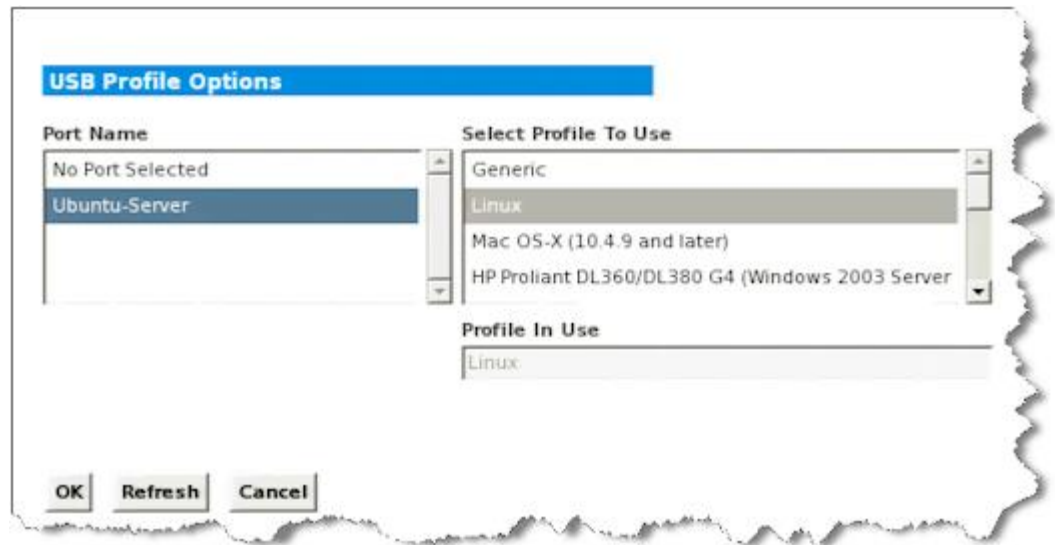 USB Profile Options
Port Name
No Port Selected
Ubuntu-Server
Select Profile To Use
Generic
Linux
Mac OS-X (10.4.9 and later)
HP Proliant DL360/DL380 G4 (Windows 2003 Server
Profile In Use
Linux
OK
Refresh
Cancel